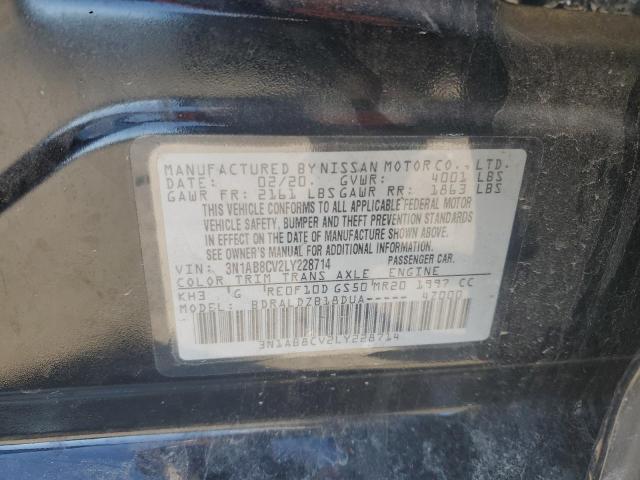 MANUFACTURED BY NISSAN MOTOR CO., LTD.
DATE: 02/20. GVWR: 4001 LBS
GAWR FR: 2161 LBS GAWR RR: 1863 LBS
THIS VEHICLE CONFORMS TO ALL APPLICABLE FEDERAL MOTOR
VEHICLE SAFETY, BUMPER AND THEFT PREVENTION STANDARDS
IN EFFECT ON THE DATE OF MANUFACTURE SHOWN ABOVE.
SEE OWNER'S MANUAL FOR ADDITIONAL INFORMATION.
VIN: 3N1AB8CV2LY228714 PASSENGER CAR.
COLOR TRIM TRANS AXLE ENGINE
KH3 G RE0F10D GS50 MR20 1997 CC
MODEL: BDRALDZB18DUA----- 47000
3N1AB8CV2LY228714